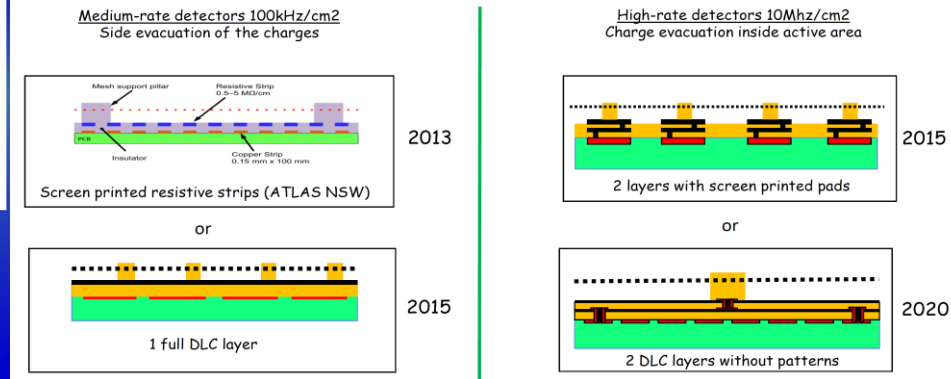 Medium-rate detectors 100kHz/cm2
Side evacuation of the charges
Mesh support pillar
Resistive Strip
0.5–5 MΩ/cm
PCB
Insulator
Copper Strip
0.15 mm x 100 mm
2013
Screen printed resistive strips (ATLAS NSW)
or
2015
1 full DLC layer
High-rate detectors 10Mhz/cm2
Charge evacuation inside active area
2015
2 layers with screen printed pads
or
2020
2 DLC layers without patterns